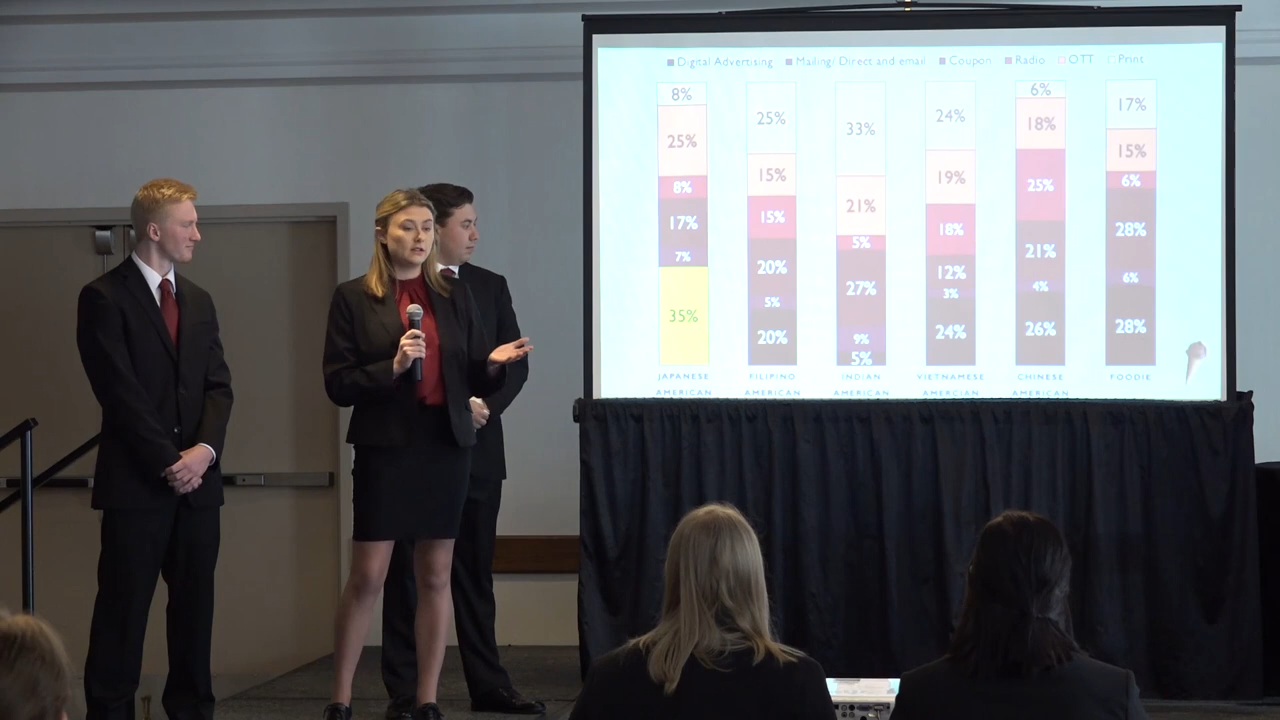 Digital Advertising Mailing/ Direct and email Coupon Radio OTT Print
8% 25% 33% 24% 6% 17%
25% 15% 21% 19% 18% 15%
8% 15% 5% 18% 25% 6%
17% 20% 27% 12% 21% 28%
7% 5% 9% 3% 4% 6%
35% 20% 5% 24% 26% 28%
JAPANESE FILIPINO INDIAN VIETNAMESE CHINESE FOODIE
AMERICAN AMERICAN AMERICAN AMERCIAN AMERICAN